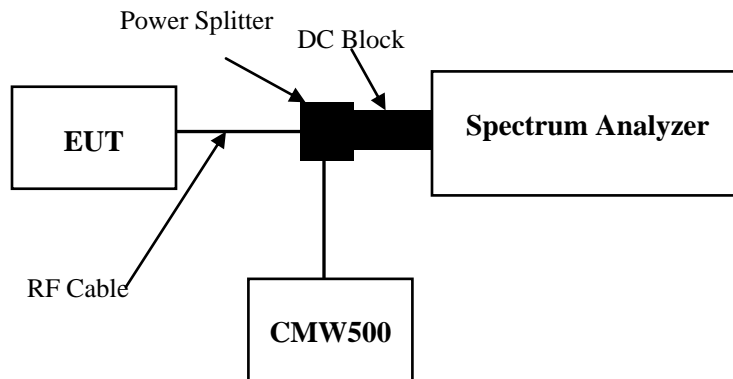 Power Splitter
DC Block
EUT
Spectrum Analyzer
RF Cable
CMW500